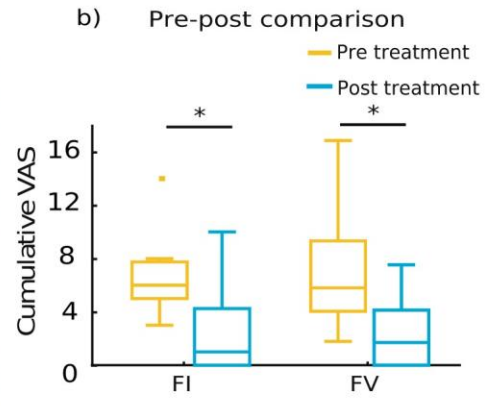 b) Pre-post comparison
Pre treatment
Post treatment
*
*
Cumulative VAS
16
12
8
4
0
FI
FV